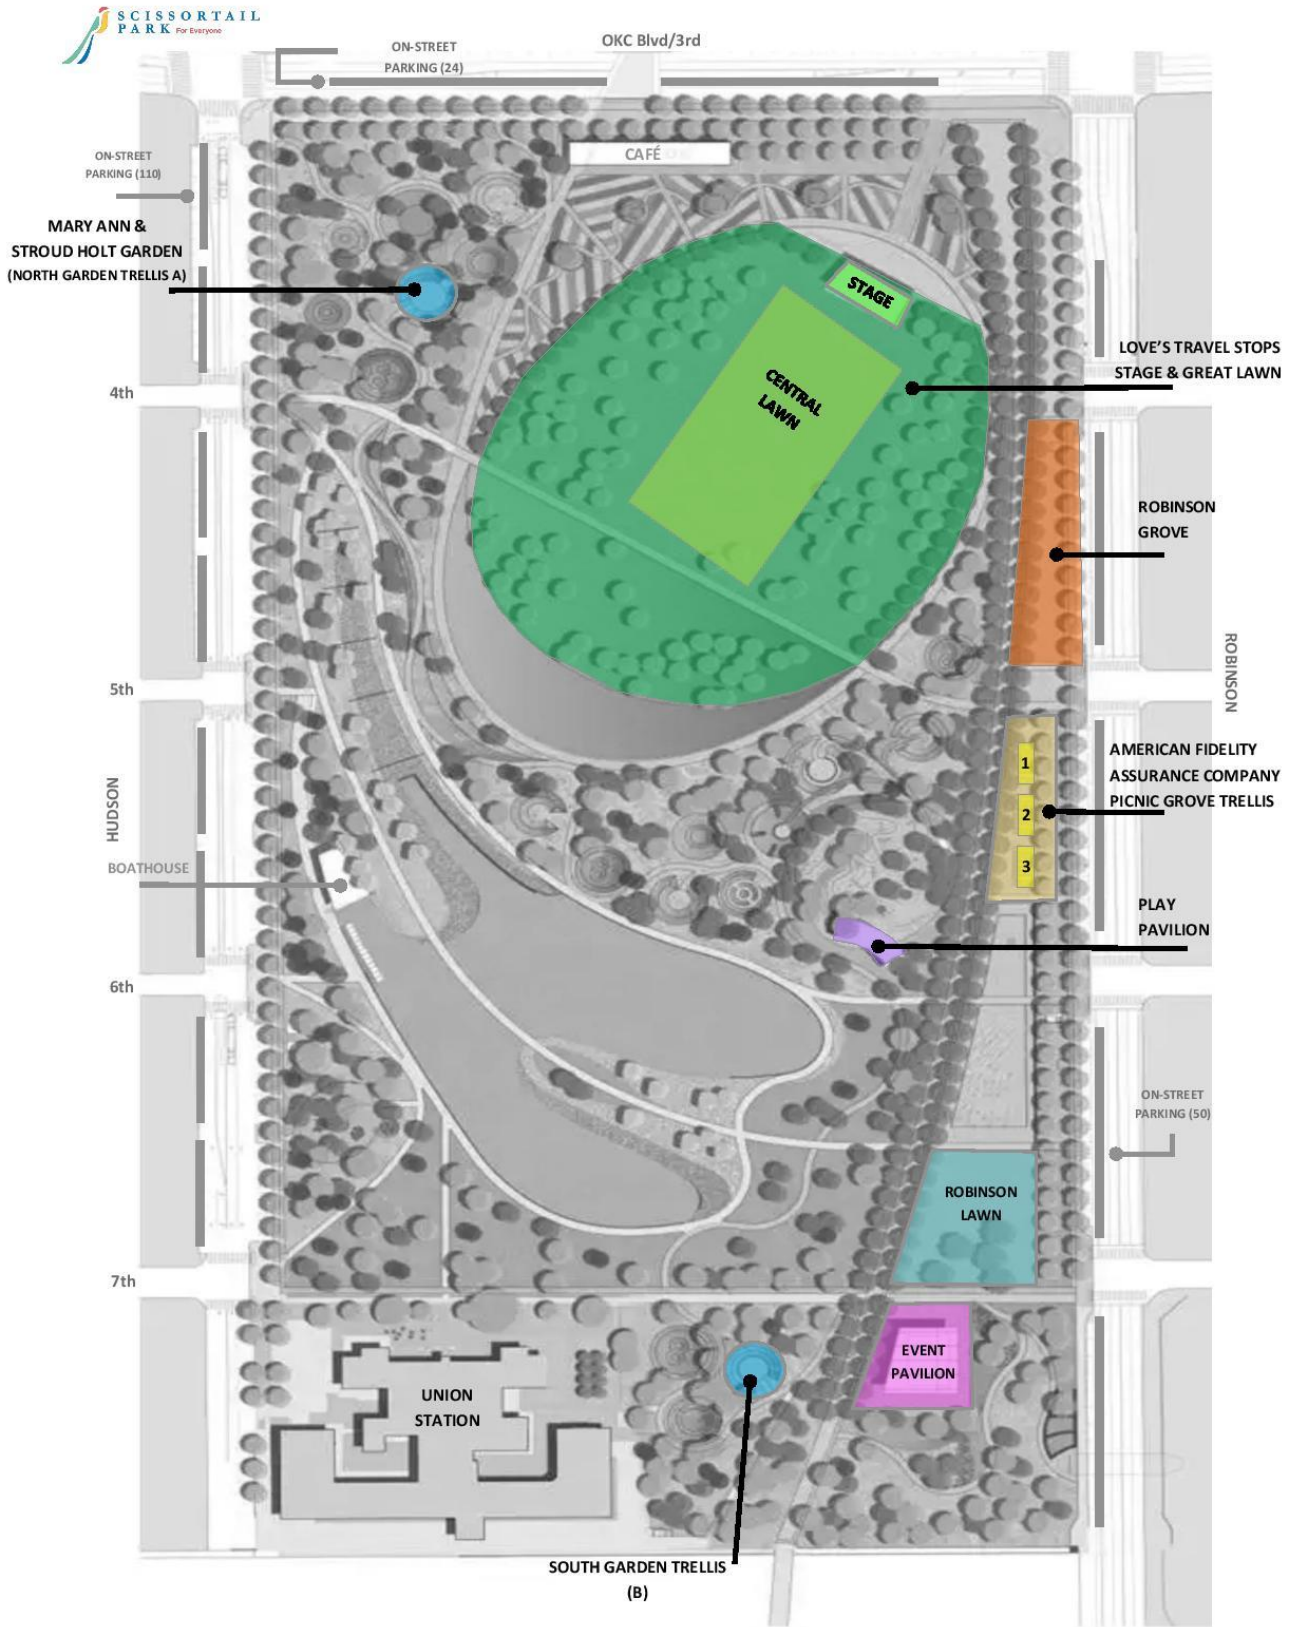 SCISSORTAIL
PARK For Everyone
OKC Blvd/3rd
ON-STREET
PARKING (24)
CAFÉ
ON-STREET
PARKING (110)
MARY ANN &
STROUD HOLT GARDEN
(NORTH GARDEN TRELLIS A)
STAGE
LOVE'S TRAVEL STOPS
STAGE & GREAT LAWN
CENTRAL
LAWN
4th
ROBINSON
GROVE
ROBINSON
5th
AMERICAN FIDELITY
ASSURANCE COMPANY
PICNIC GROVE TRELLIS
1
2
3
HUDSON
BOATHOUSE
PLAY
PAVILION
6th
ON-STREET
PARKING (50)
ROBINSON
LAWN
7th
EVENT
PAVILION
UNION
STATION
SOUTH GARDEN TRELLIS
(B)